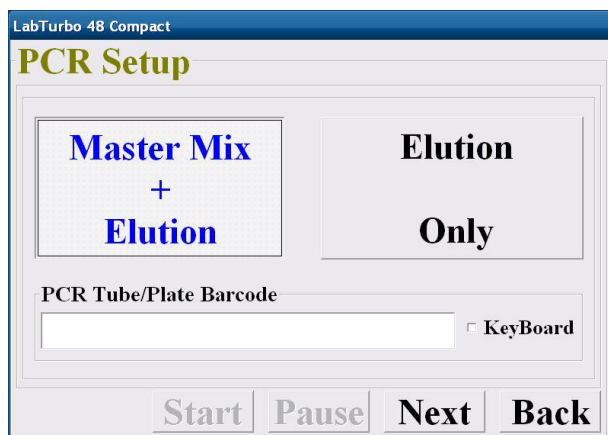 LabTurbo 48 Compact
PCR Setup
Master Mix
+
Elution
Elution
Only
PCR Tube/Plate Barcode
KeyBoard
Start Pause Next Back